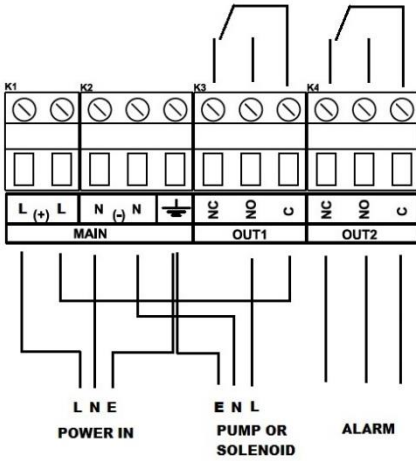 K1 K2 K3 K4
L (+) L N (-) N NC NO C NC NO C
MAIN OUT1 OUT2
L N E E N L
POWER IN PUMP OR ALARM
SOLENOID